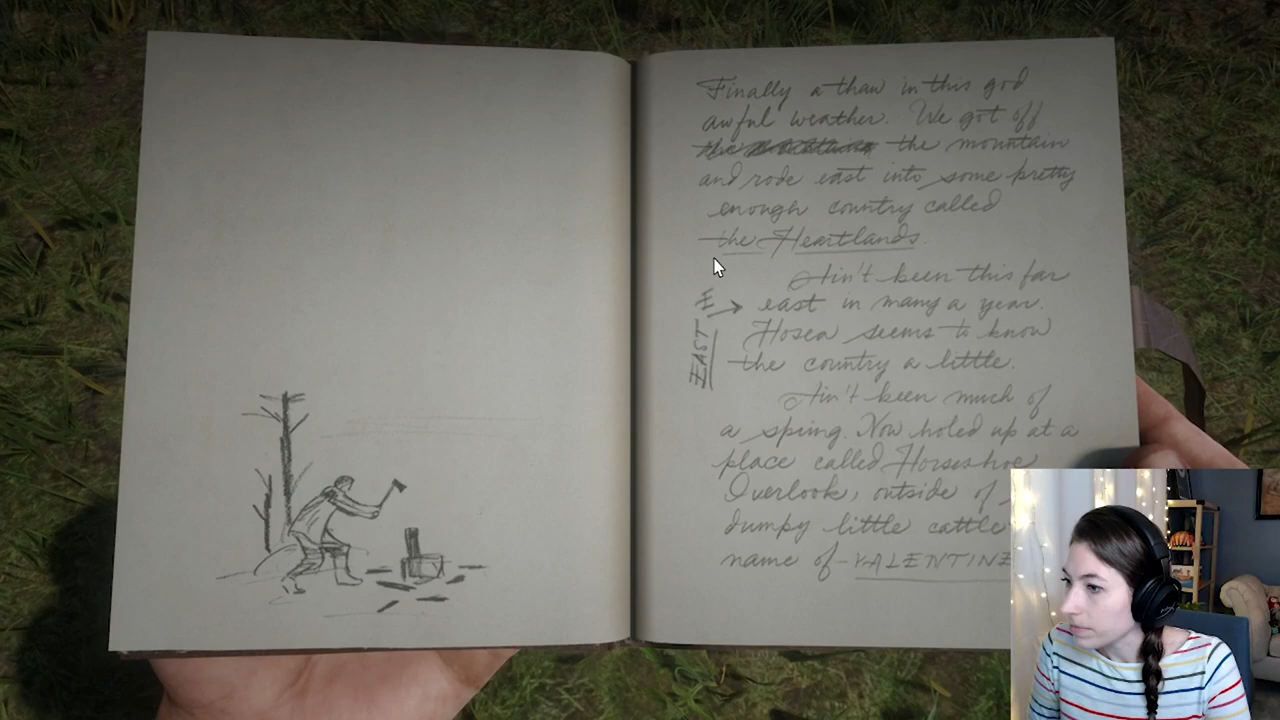 Finally a thaw in this god
awful weather. We got off
the mountain
and rode east into some pretty
enough country called
the Heartlands.
Ain't been this far
east in many a year.
Hosea seems to know
the country a little.
EAST
Ain't been much of
a spring. Now holed up at a
place called Horseshoe
Overlook, outside of
dumpy little cattle
name of - VALENTINE